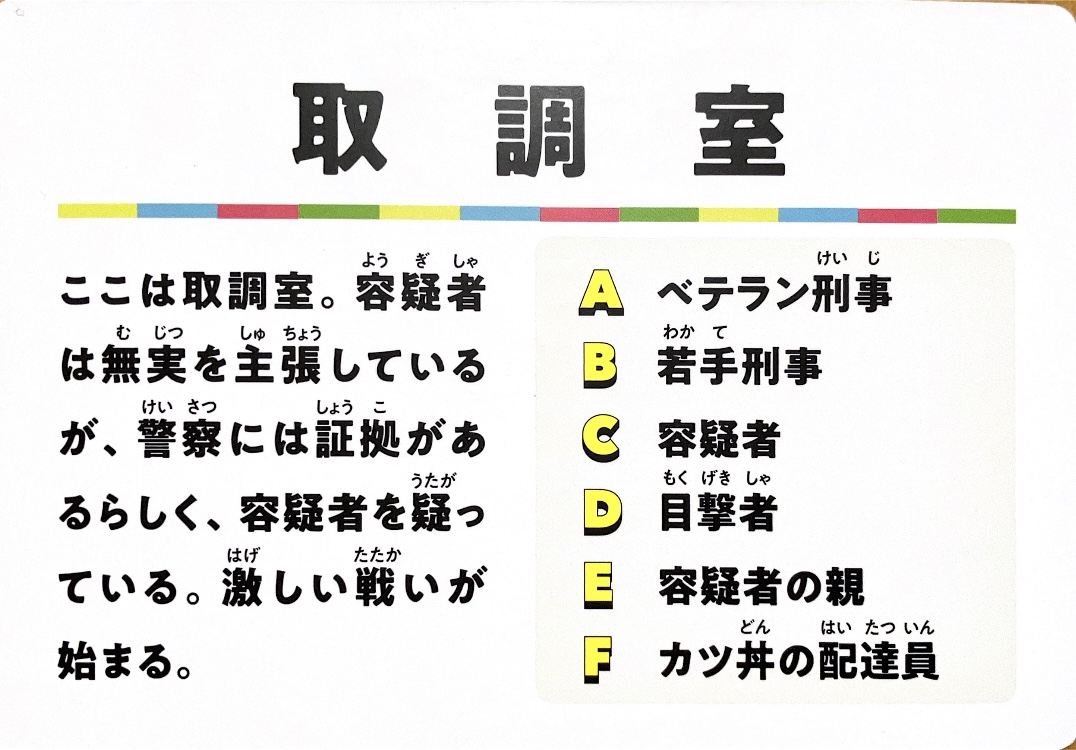 取調室
ここは取調室。容疑者
は無実を主張している
が、警察には証拠があ
るらしく、容疑者を疑っ
ている。激しい戦いが
始まる。
A ベテラン刑事
B 若手刑事
C 容疑者
D 目撃者
E 容疑者の親
F カツ丼の配達員